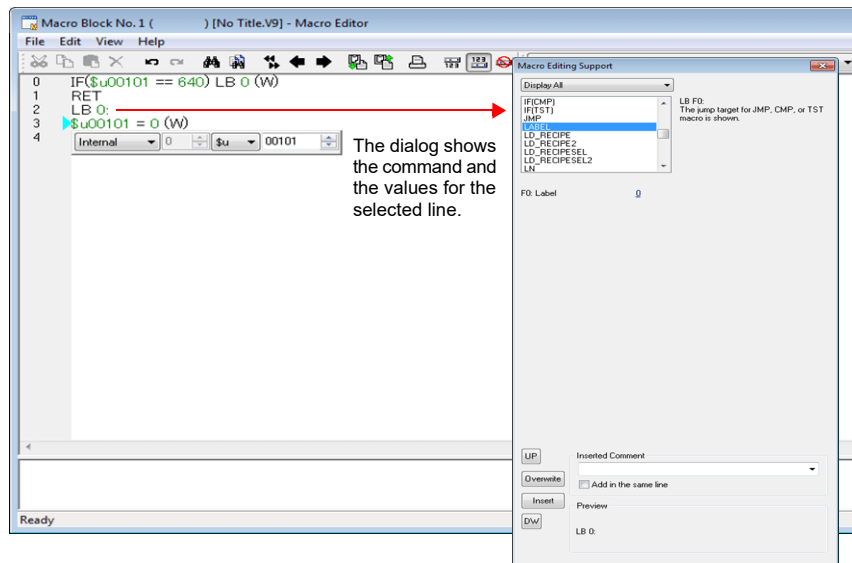 Macro Block No. 1 (                ) [No Title.V9] - Macro Editor
File Edit View Help
0 IF($u00101 == 640) LB 0 (W)
1 RET
2 LB 0:
3 $u00101 = 0 (W)
4
Internal 0 $u 00101
The dialog shows
the command and
the values for the
selected line.
Ready
Macro Editing Support
Display All
IF(CMP)
IF(TST)
JMP
LABEL
LD_RECIPE
LD_RECIPE2
LD_RECIPESEL
LD_RECIPESEL2
LN
LB F0:
The jump target for JMP, CMP, or TST
macro is shown.
F0: Label 0
UP
Overwrite
Insert
DW
Inserted Comment
Add in the same line
Preview
LB 0: